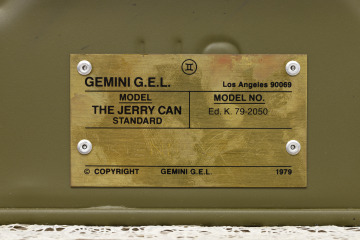 ♊
GEMINI G.E.L. Los Angeles 90069
MODEL MODEL NO.
THE JERRY CAN Ed. K. 79-2050
STANDARD
© COPYRIGHT GEMINI G.E.L. 1979